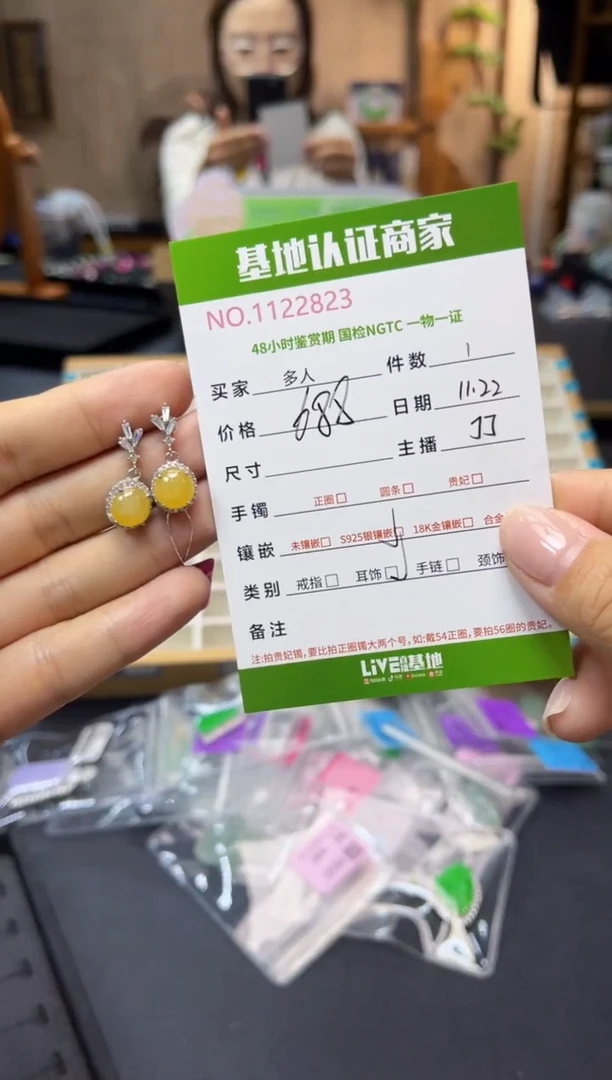 基地认证商家
NO.1122823
48小时鉴赏期 国检NGTC 一物一证
买家 多人 件数 1
价格 688 日期 11.22
尺寸 主播
手镯 正圈□ 圆条□ 贵妃□
镶嵌 未镶嵌□ S925银镶嵌□ 18K金镶嵌□ 合金
类别 戒指□ 耳饰□ 手链□ 颈饰
备注
注:拍贵妃镯,要比拍正圈镯大两个号,如:戴54正圈,要拍56圈的贵妃。
LIVE 基地